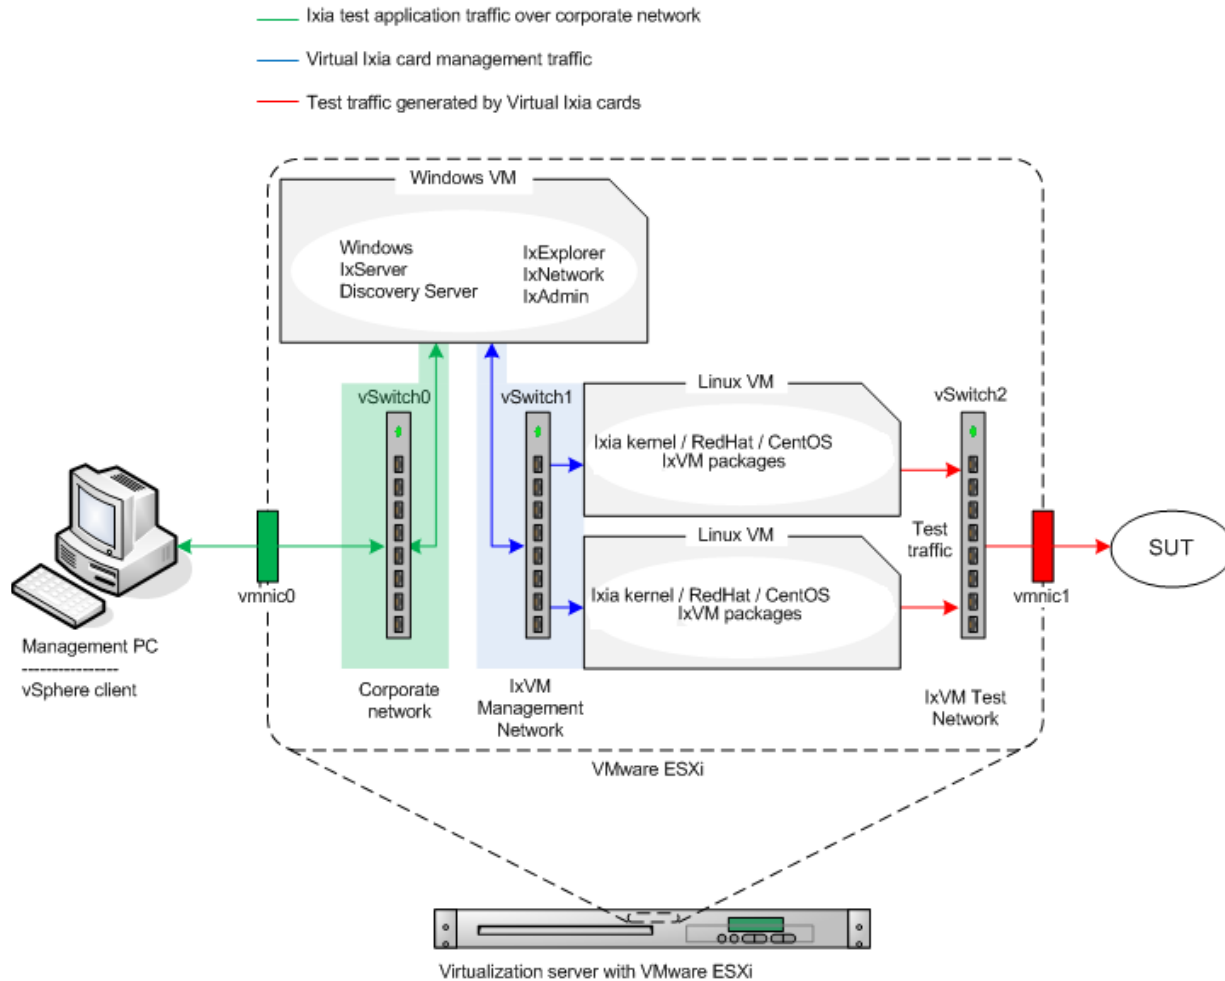 Ixia test application traffic over corporate network
Virtual Ixia card management traffic
Test traffic generated by Virtual Ixia cards
Windows VM
Windows
IxServer
Discovery Server
IxExplorer
IxNetwork
IxAdmin
vSwitch0
vSwitch1
Linux VM
Ixia kernel / RedHat / CentOS
IxVM packages
vSwitch2
Linux VM
Ixia kernel / RedHat / CentOS
IxVM packages
Test
traffic
SUT
vmnic0
vmnic1
Management PC
----------------
vSphere client
Corporate
network
IxVM
Management
Network
IxVM Test
Network
VMware ESXi
Virtualization server with VMware ESXi